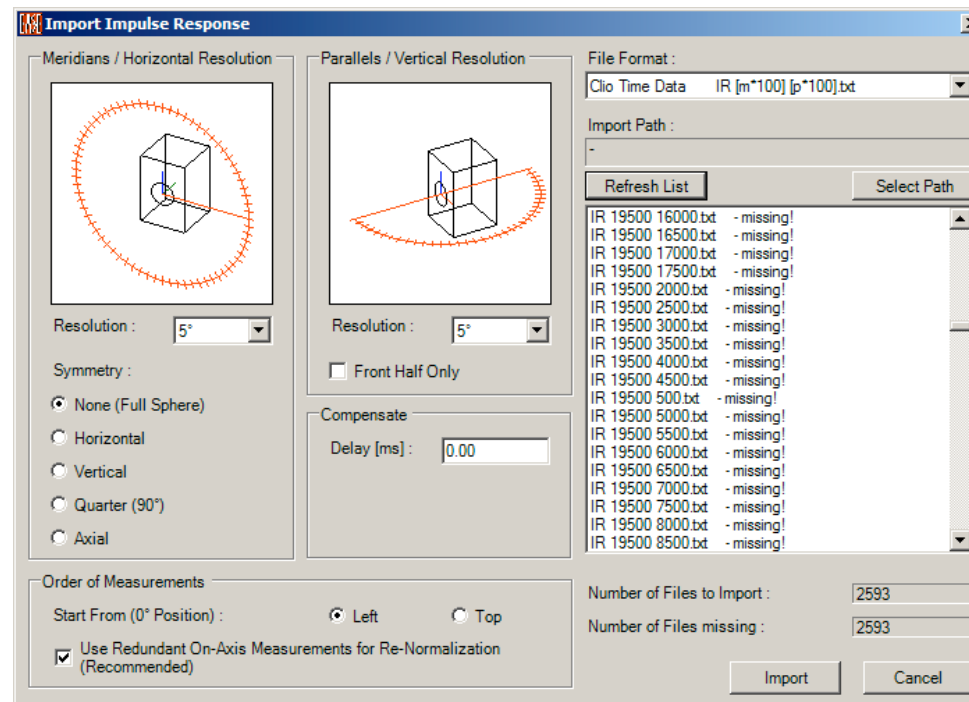 Import Impulse Response
Meridians / Horizontal Resolution
Resolution :
5°
Symmetry :
None (Full Sphere)
Horizontal
Vertical
Quarter (90°)
Axial
Parallels / Vertical Resolution
Resolution :
5°
Front Half Only
Compensate
Delay [ms] :
0.00
Order of Measurements
Start From (0° Position) :
Left
Top
Use Redundant On-Axis Measurements for Re-Normalization
(Recommended)
File Format :
Clio Time Data IR [m*100] [p*100].txt
Import Path :
-
Refresh List
Select Path
IR 19500 16000.txt - missing!
IR 19500 16500.txt - missing!
IR 19500 17000.txt - missing!
IR 19500 17500.txt - missing!
IR 19500 2000.txt - missing!
IR 19500 2500.txt - missing!
IR 19500 3000.txt - missing!
IR 19500 3500.txt - missing!
IR 19500 4000.txt - missing!
IR 19500 4500.txt - missing!
IR 19500 500.txt - missing!
IR 19500 5000.txt - missing!
IR 19500 5500.txt - missing!
IR 19500 6000.txt - missing!
IR 19500 6500.txt - missing!
IR 19500 7000.txt - missing!
IR 19500 7500.txt - missing!
IR 19500 8000.txt - missing!
IR 19500 8500.txt - missing!
Number of Files to Import :
2593
Number of Files missing :
2593
Import
Cancel